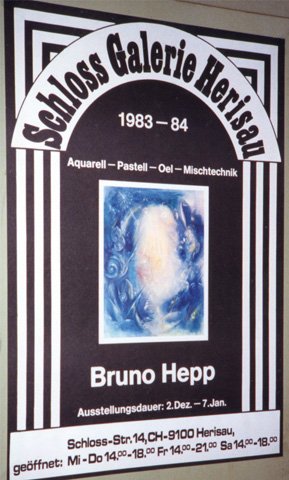 Schloss Galerie Herisau
1983 – 84
Aquarell – Pastell – Oel – Mischtechnik
Bruno Hepp
Ausstellungsdauer: 2. Dez. – 7. Jan.
Schloss-Str. 14, CH-9100 Herisau,
geöffnet: Mi - Do 14.00-18.00 Fr 14.00-21.00 Sa 14.00-18.00